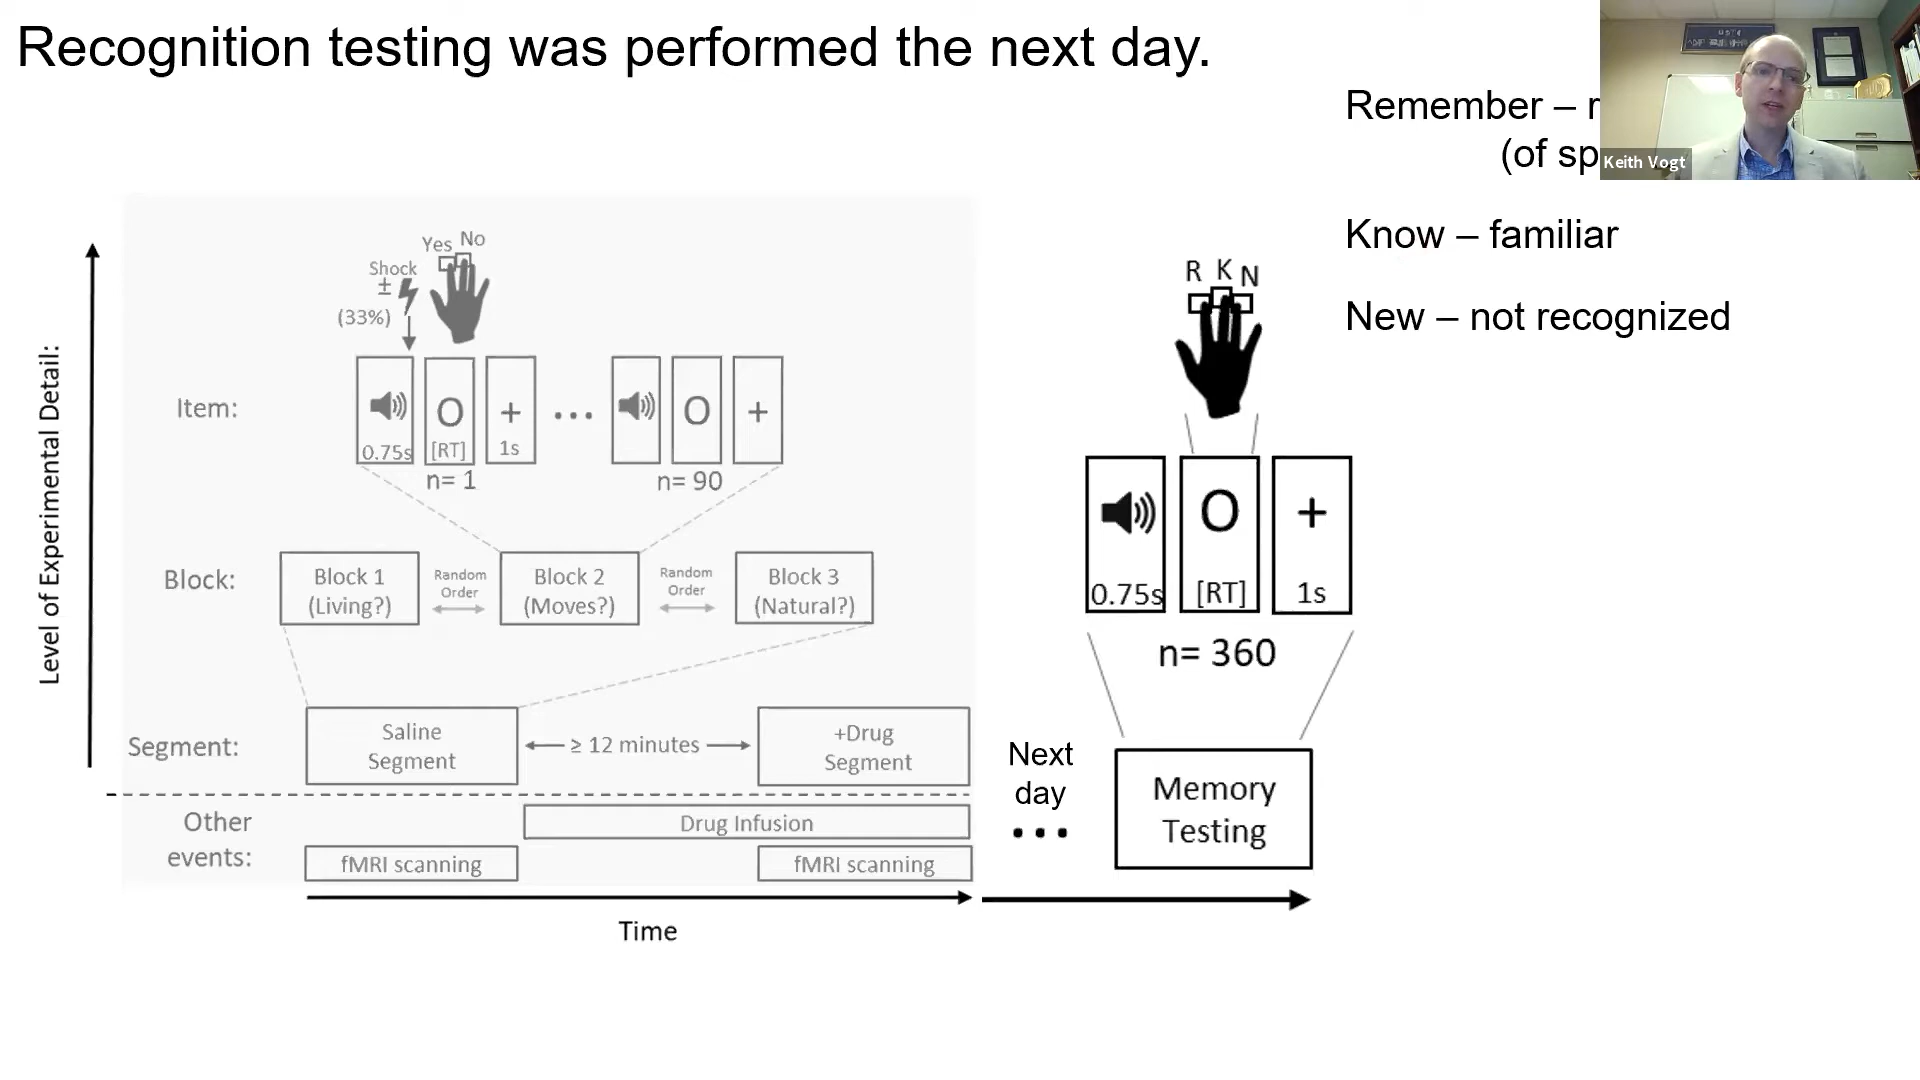 Recognition testing was performed the next day.
Remember –
(of
Keith Vogt
Know – familiar
New – not recognized
Level of Experimental Detail:
Yes No
Shock
±
(33%)
Item:
O
+
...
O
+
0.75s
[RT]
1s
n= 1
n= 90
Block:
Block 1
(Living?)
Random
Order
Block 2
(Moves?)
Random
Order
Block 3
(Natural?)
Segment:
Saline
Segment
≥ 12 minutes
+Drug
Segment
Other
events:
Drug Infusion
fMRI scanning
fMRI scanning
Time
R K N
O
+
0.75s
[RT]
1s
n= 360
Next
day
...
Memory
Testing